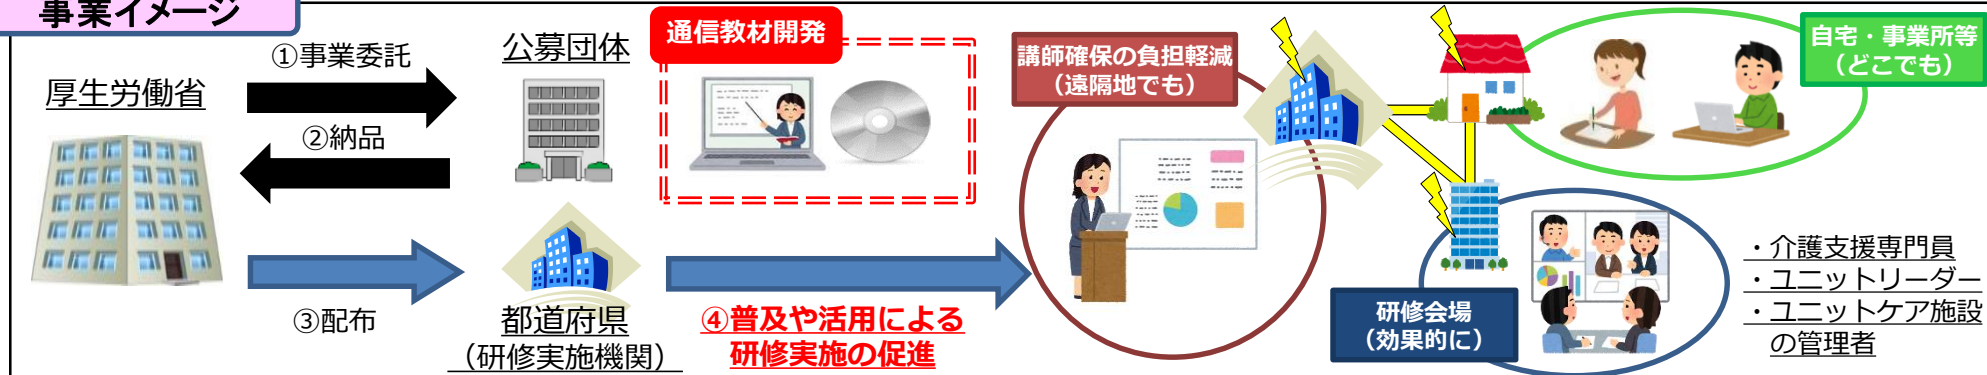 事業イメージ
厚生労働省
①事業委託
②納品
③配布
公募団体
通信教材開発
都道府県
（研修実施機関）
④普及や活用による
研修実施の促進
講師確保の負担軽減
（遠隔地でも）
自宅・事業所等
（どこでも）
研修会場
（効果的に）
・介護支援専門員
・ユニットリーダー
・ユニットケア施設
の管理者